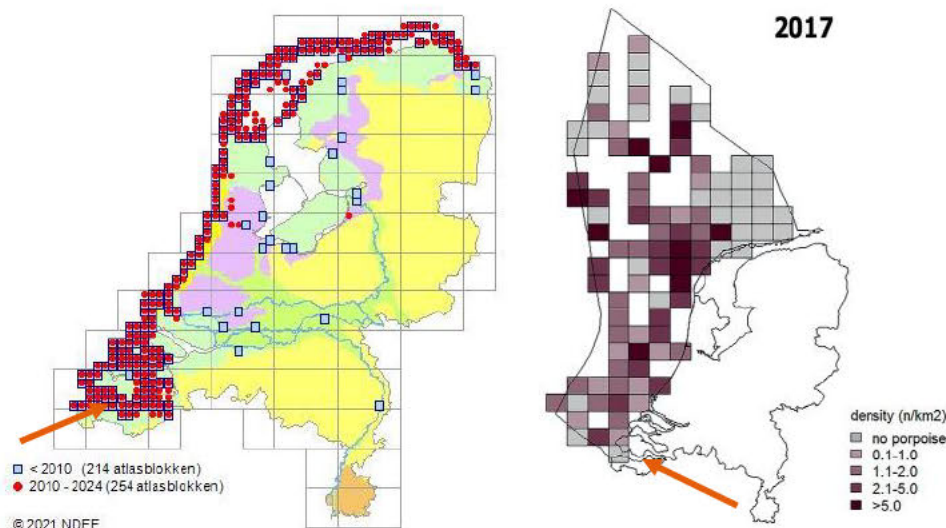 2017
< 2010 (214 atlasblokken)
2010 - 2024 (254 atlasblokken)
© 2021 NDFF
density (n/km2)
no porpoise
0.1-1.0
1.1-2.0
2.1-5.0
>5.0